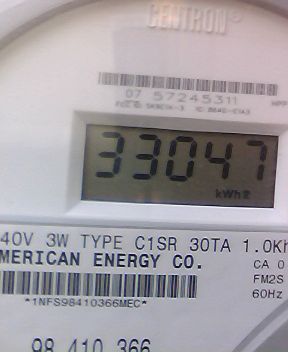 CENTRON®
07 57245311
33047
kWh
40V 3W TYPE C1SR 30TA 1.0Kh
MERICAN ENERGY CO.
CA 0
FM2S
60Hz
*1NFS98410366MEC*
98 410 366